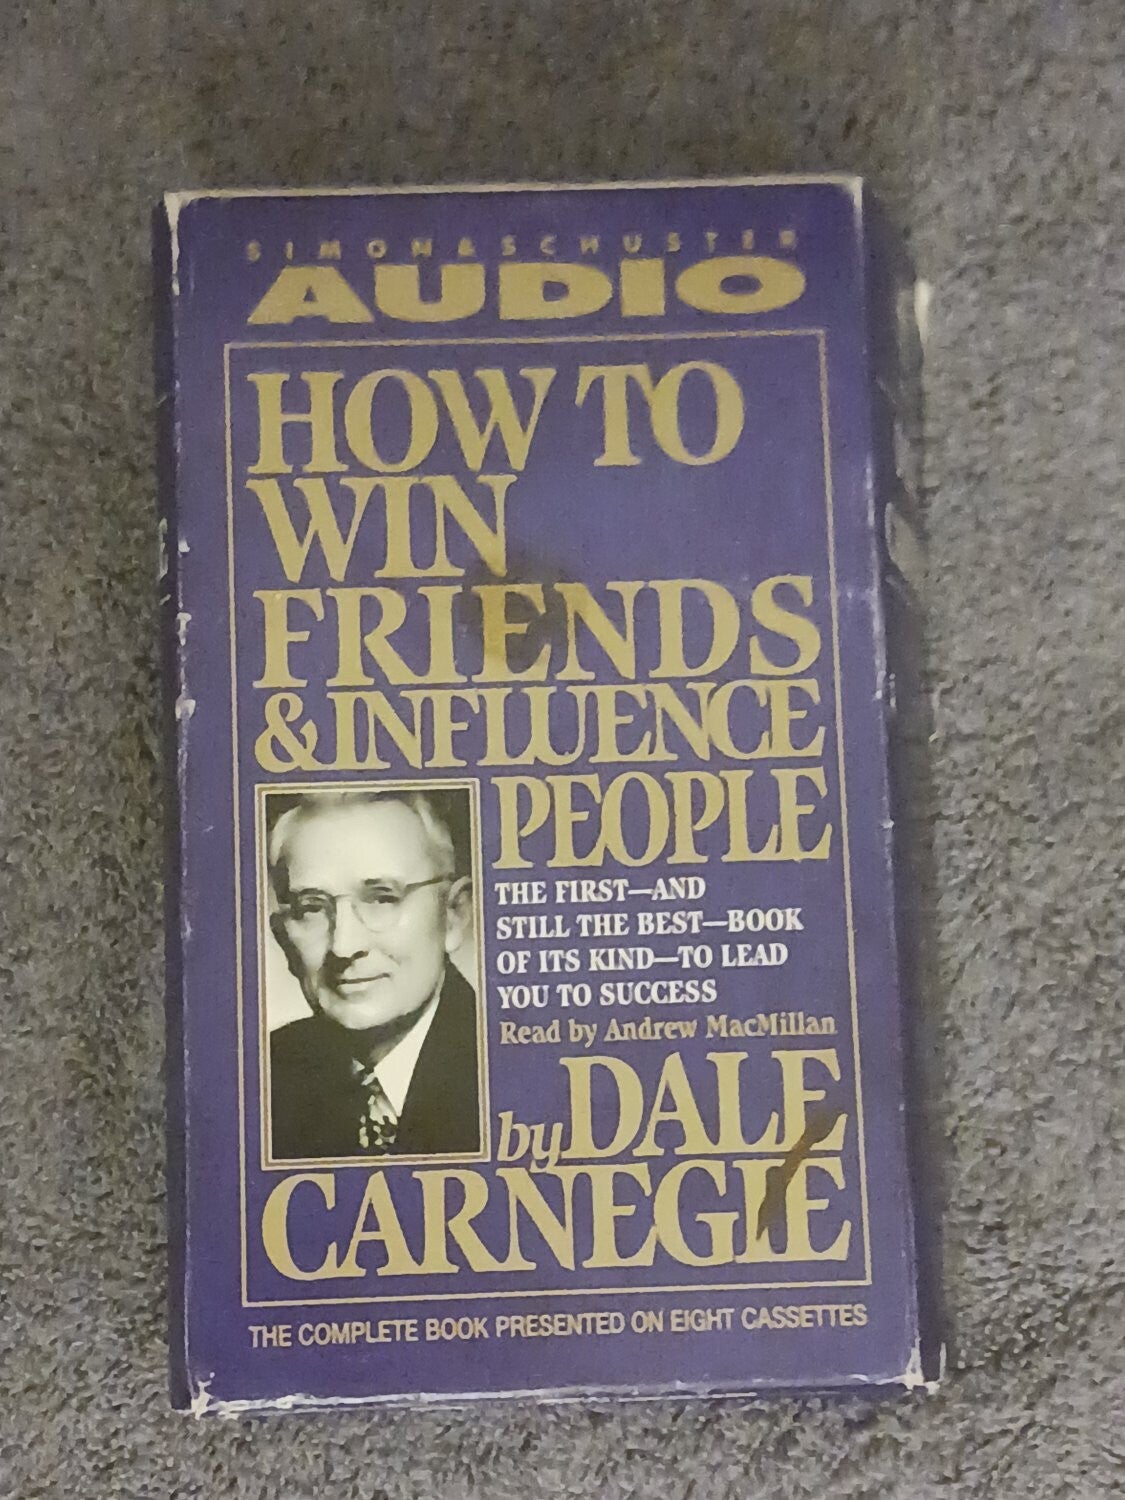 SIMON & SCHUSTER
AUDIO
HOW TO
WIN
FRIENDS
& INFLUENCE
PEOPLE
THE FIRST—AND
STILL THE BEST—BOOK
OF ITS KIND—TO LEAD
YOU TO SUCCESS
Read by Andrew MacMillan
by DALE
CARNEGIE
THE COMPLETE BOOK PRESENTED ON EIGHT CASSETTES